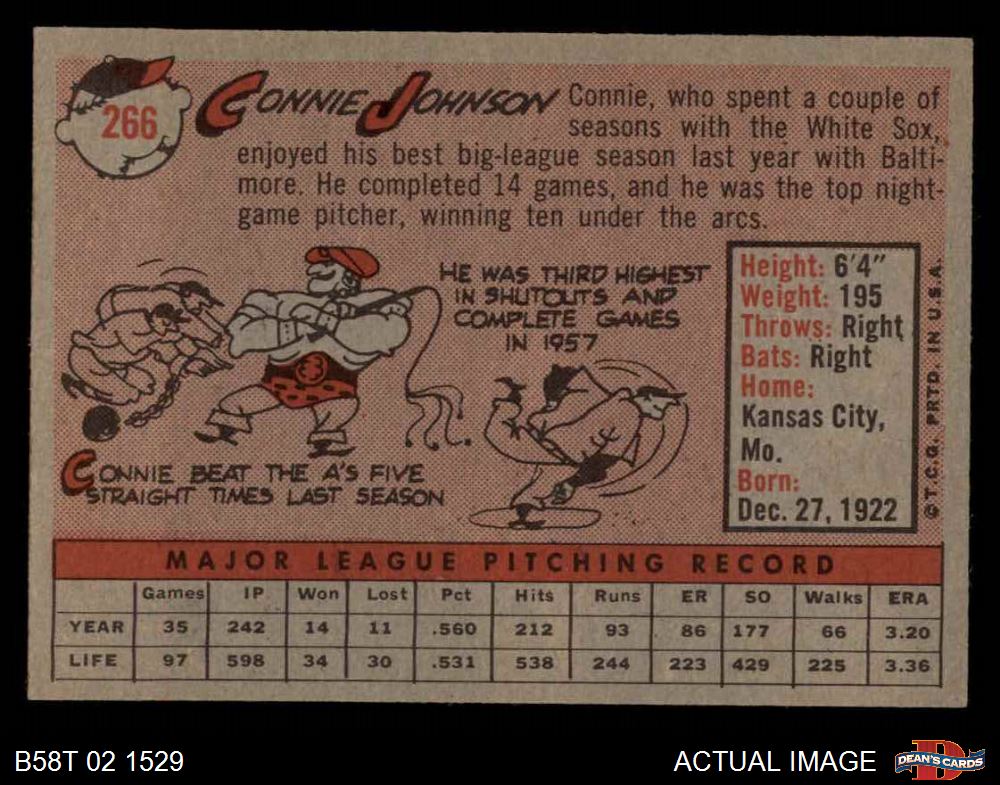 266
CONNIE JOHNSON
Connie, who spent a couple of
seasons with the White Sox,
enjoyed his best big-league season last year with Balti-
more. He completed 14 games, and he was the top night-
game pitcher, winning ten under the arcs.
HE WAS THIRD HIGHEST
IN SHUTOUTS AND
COMPLETE GAMES
IN 1957
CONNIE BEAT THE A'S FIVE
STRAIGHT TIMES LAST SEASON
Height: 6'4"
Weight: 195
Throws: Right
Bats: Right
Home:
Kansas City,
Mo.
Born:
Dec. 27, 1922
© T.C.G. PRTD. IN U.S.A.
MAJOR LEAGUE PITCHING RECORD
Games IP Won Lost Pct Hits Runs ER SO Walks ERA
YEAR 35 242 14 11 .560 212 93 86 177 66 3.20
LIFE 97 598 34 30 .531 538 244 223 429 225 3.36
B58T 02 1529
ACTUAL IMAGE
D
DEAN'S CARDS